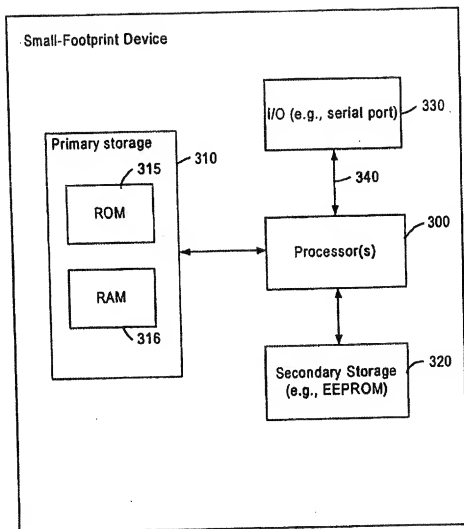 Small-Footprint Device
I/O (e.g., serial port)
330
Primary storage
310
315
ROM
340
300
Processor(s)
RAM
316
320
Secondary Storage
(e.g., EEPROM)